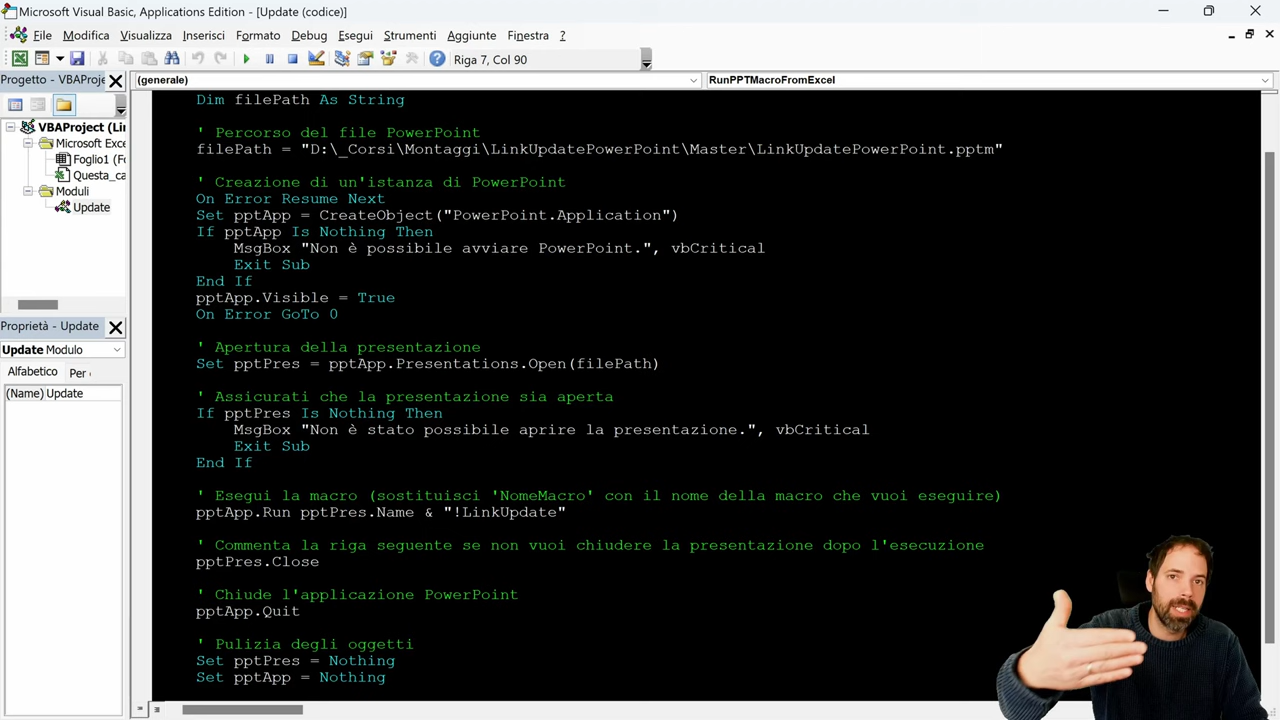 Microsoft Visual Basic, Applications Edition - [Update (codice)]
File Modifica Visualizza Inserisci Formato Debug Esegui Strumenti Aggiunte Finestra ?
Riga 7, Col 90
Progetto - VBAProje
(generale)
RunPPTMacroFromExcel
VBAProject (Li
Microsoft Exce
Foglio1 (Fo
Questa_ca
Moduli
Update
Proprietà - Update
Update Modulo
Alfabetico Per
(Name) Update
Dim filePath As String
' Percorso del file PowerPoint
filePath = "D:\_Corsi\Montaggi\LinkUpdatePowerPoint\Master\LinkUpdatePowerPoint.pptm"
' Creazione di un'istanza di PowerPoint
On Error Resume Next
Set pptApp = CreateObject("PowerPoint.Application")
If pptApp Is Nothing Then
MsgBox "Non è possibile avviare PowerPoint.", vbCritical
Exit Sub
End If
pptApp.Visible = True
On Error GoTo 0
' Apertura della presentazione
Set pptPres = pptApp.Presentations.Open(filePath)
' Assicurati che la presentazione sia aperta
If pptPres Is Nothing Then
MsgBox "Non è stato possibile aprire la presentazione.", vbCritical
Exit Sub
End If
' Esegui la macro (sostituisci 'NomeMacro' con il nome della macro che vuoi eseguire)
pptApp.Run pptPres.Name & "!LinkUpdate"
' Commenta la riga seguente se non vuoi chiudere la presentazione dopo l'esecuzione
pptPres.Close
' Chiude l'applicazione PowerPoint
pptApp.Quit
' Pulizia degli oggetti
Set pptPres = Nothing
Set pptApp = Nothing